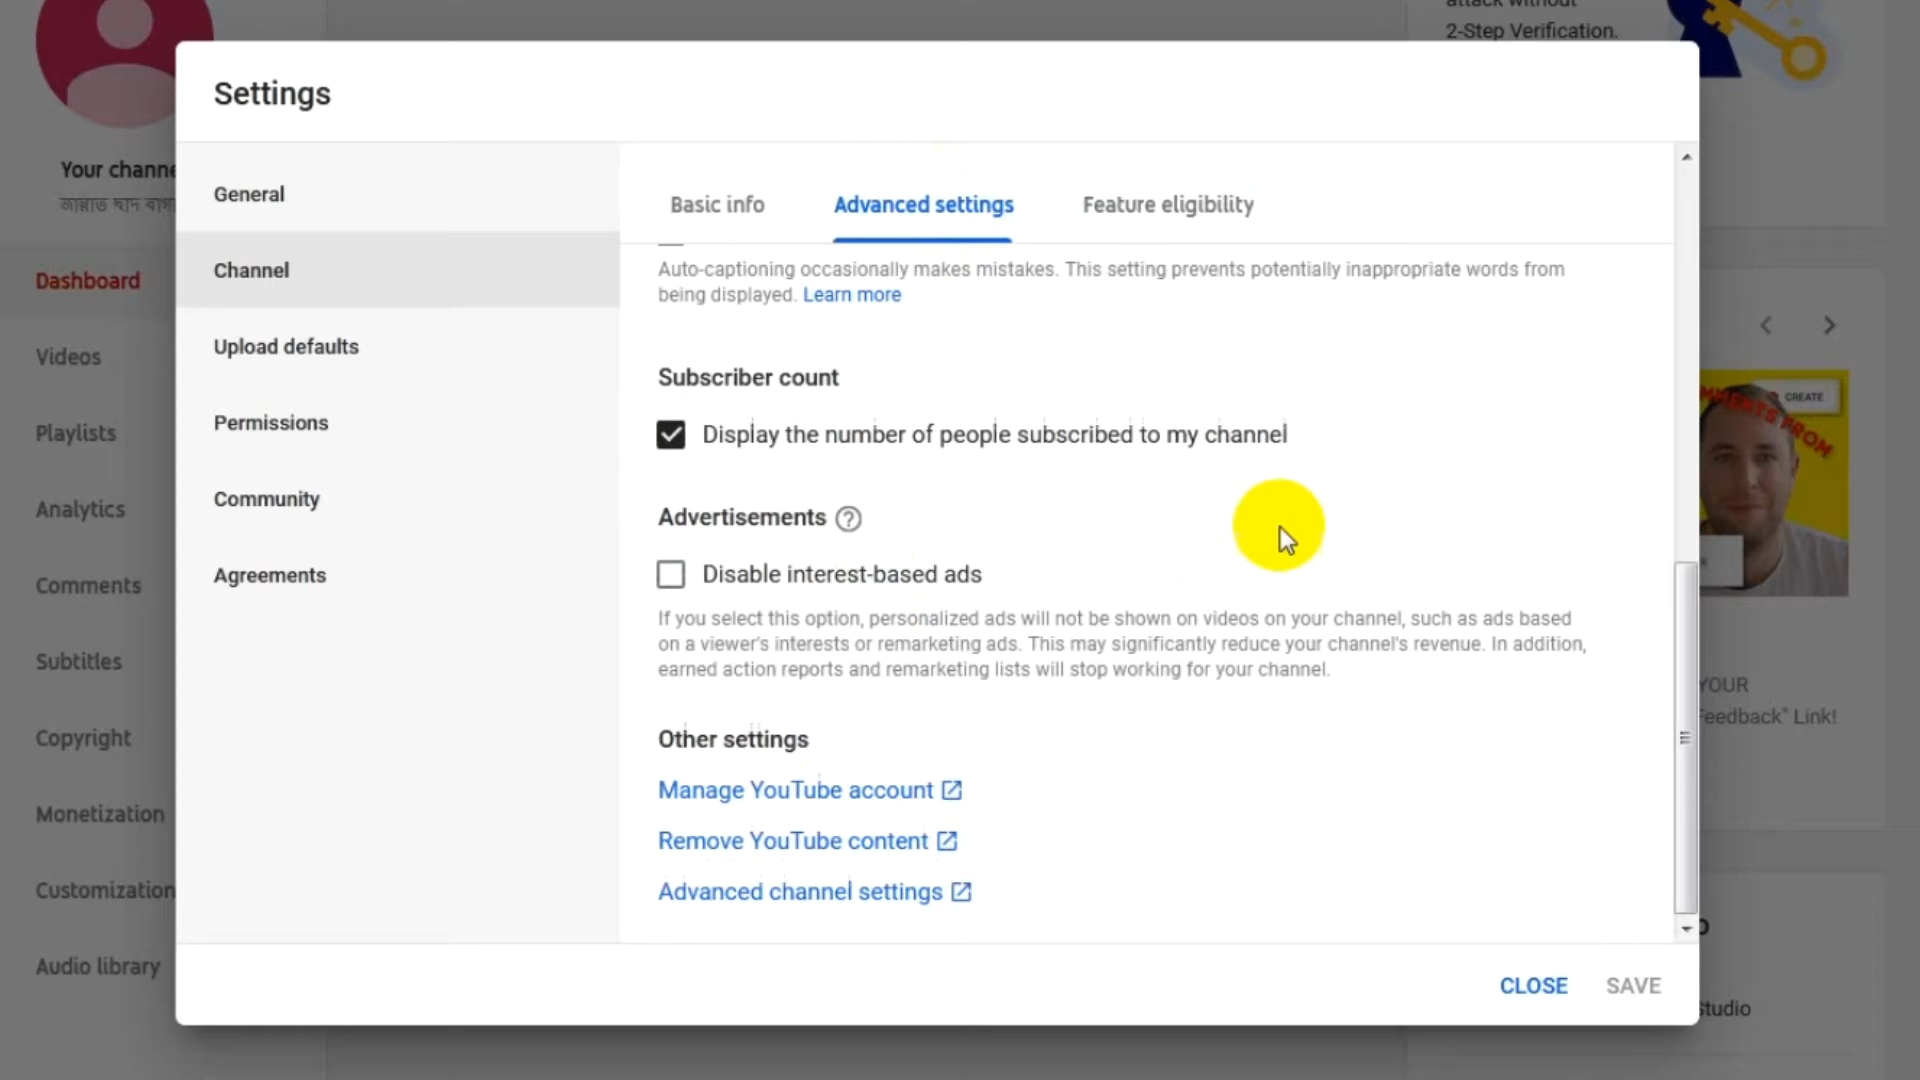 attack without
2-Step Verification.
Settings
Your channe
জান্নাত ছাদ বাগা
General
Channel
Upload defaults
Permissions
Community
Agreements
Dashboard
Videos
Playlists
Analytics
Comments
Subtitles
Copyright
Monetization
Customization
Audio library
Basic info
Advanced settings
Feature eligibility
Auto-captioning occasionally makes mistakes. This setting prevents potentially inappropriate words from
being displayed. Learn more
Subscriber count
Display the number of people subscribed to my channel
Advertisements
Disable interest-based ads
If you select this option, personalized ads will not be shown on videos on your channel, such as ads based
on a viewer's interests or remarketing ads. This may significantly reduce your channel's revenue. In addition,
earned action reports and remarketing lists will stop working for your channel.
Other settings
Manage YouTube account
Remove YouTube content
Advanced channel settings
CLOSE
SAVE
CREATE
FROM
YOUR
Feedback" Link!
Studio